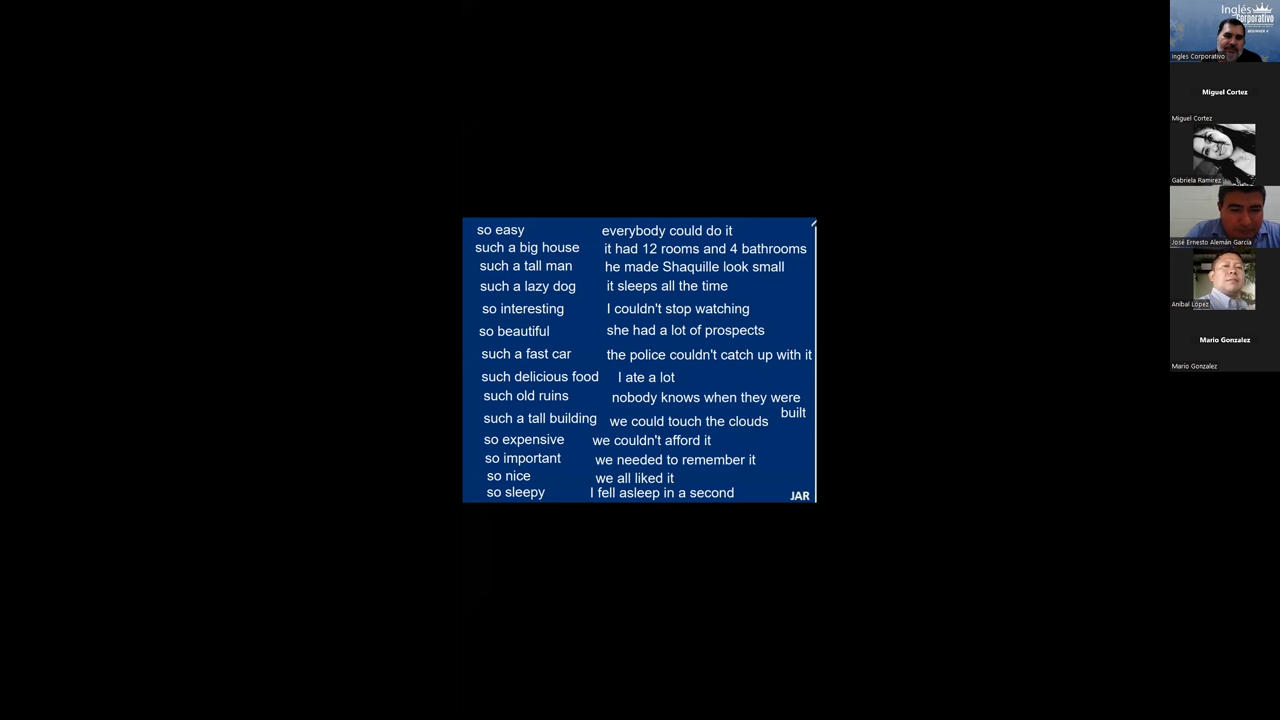 so easy everybody could do it
such a big house it had 12 rooms and 4 bathrooms
such a tall man he made Shaquille look small
such a lazy dog it sleeps all the time
so interesting I couldn't stop watching
so beautiful she had a lot of prospects
such a fast car the police couldn't catch up with it
such delicious food I ate a lot
such old ruins nobody knows when they were
built
such a tall building we could touch the clouds
so expensive we couldn't afford it
so important we needed to remember it
so nice we all liked it
so sleepy I fell asleep in a second
JAR
Inglés
Corporativo
BEGINNER 4
ingles Corporativo
Miguel Cortez
Miguel Cortez
Gabriela Ramirez
José Ernesto Alemán García
Aníbal López
Mario Gonzalez
Mario Gonzalez